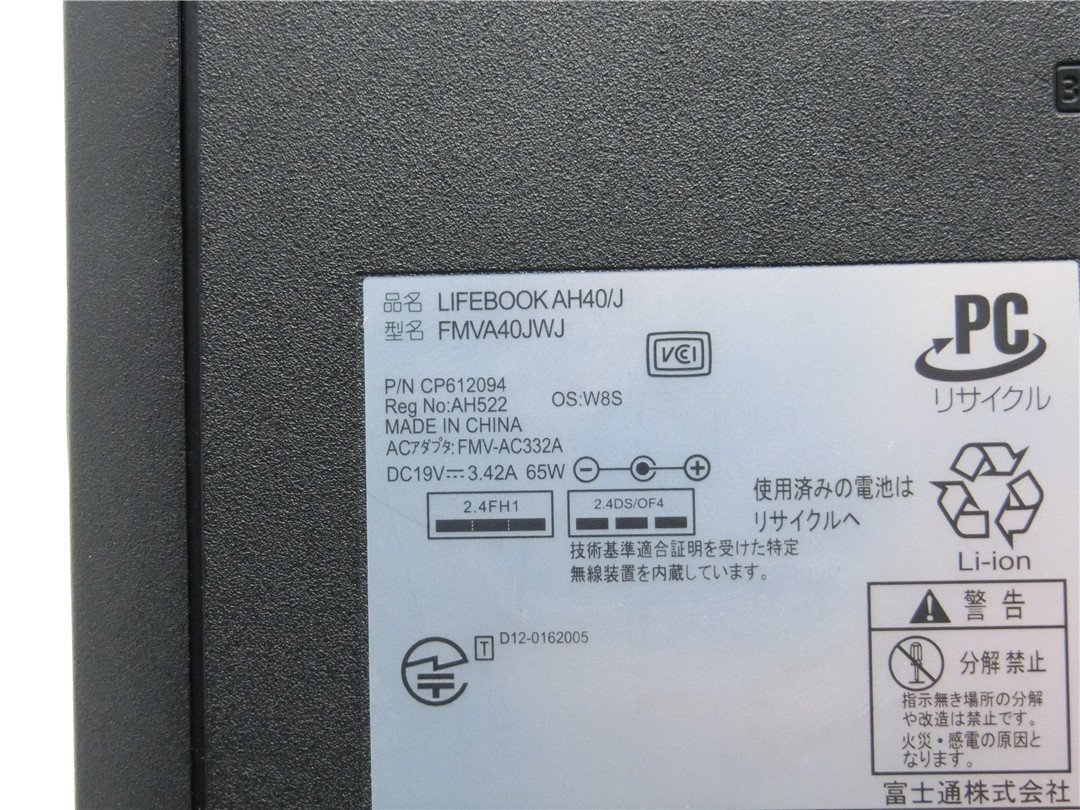 3
品名 LIFEBOOK AH40/J
型名 FMVA40JWJ
VCCI
PC
リサイクル
P/N CP612094
Reg No:AH522
OS:W8S
MADE IN CHINA
ACアダプタ: FMV-AC332A
DC19V⎓3.42A 65W
2.4FH1
2.4DS/OF4
使用済みの電池は
リサイクルへ
Li-ion
技術基準適合証明を受けた特定
無線装置を内蔵しています。
T D12-0162005
警告
分解禁止
指示無き場所の分解
や改造は禁止です。
火災・感電の原因と
なります。
富士通株式会社